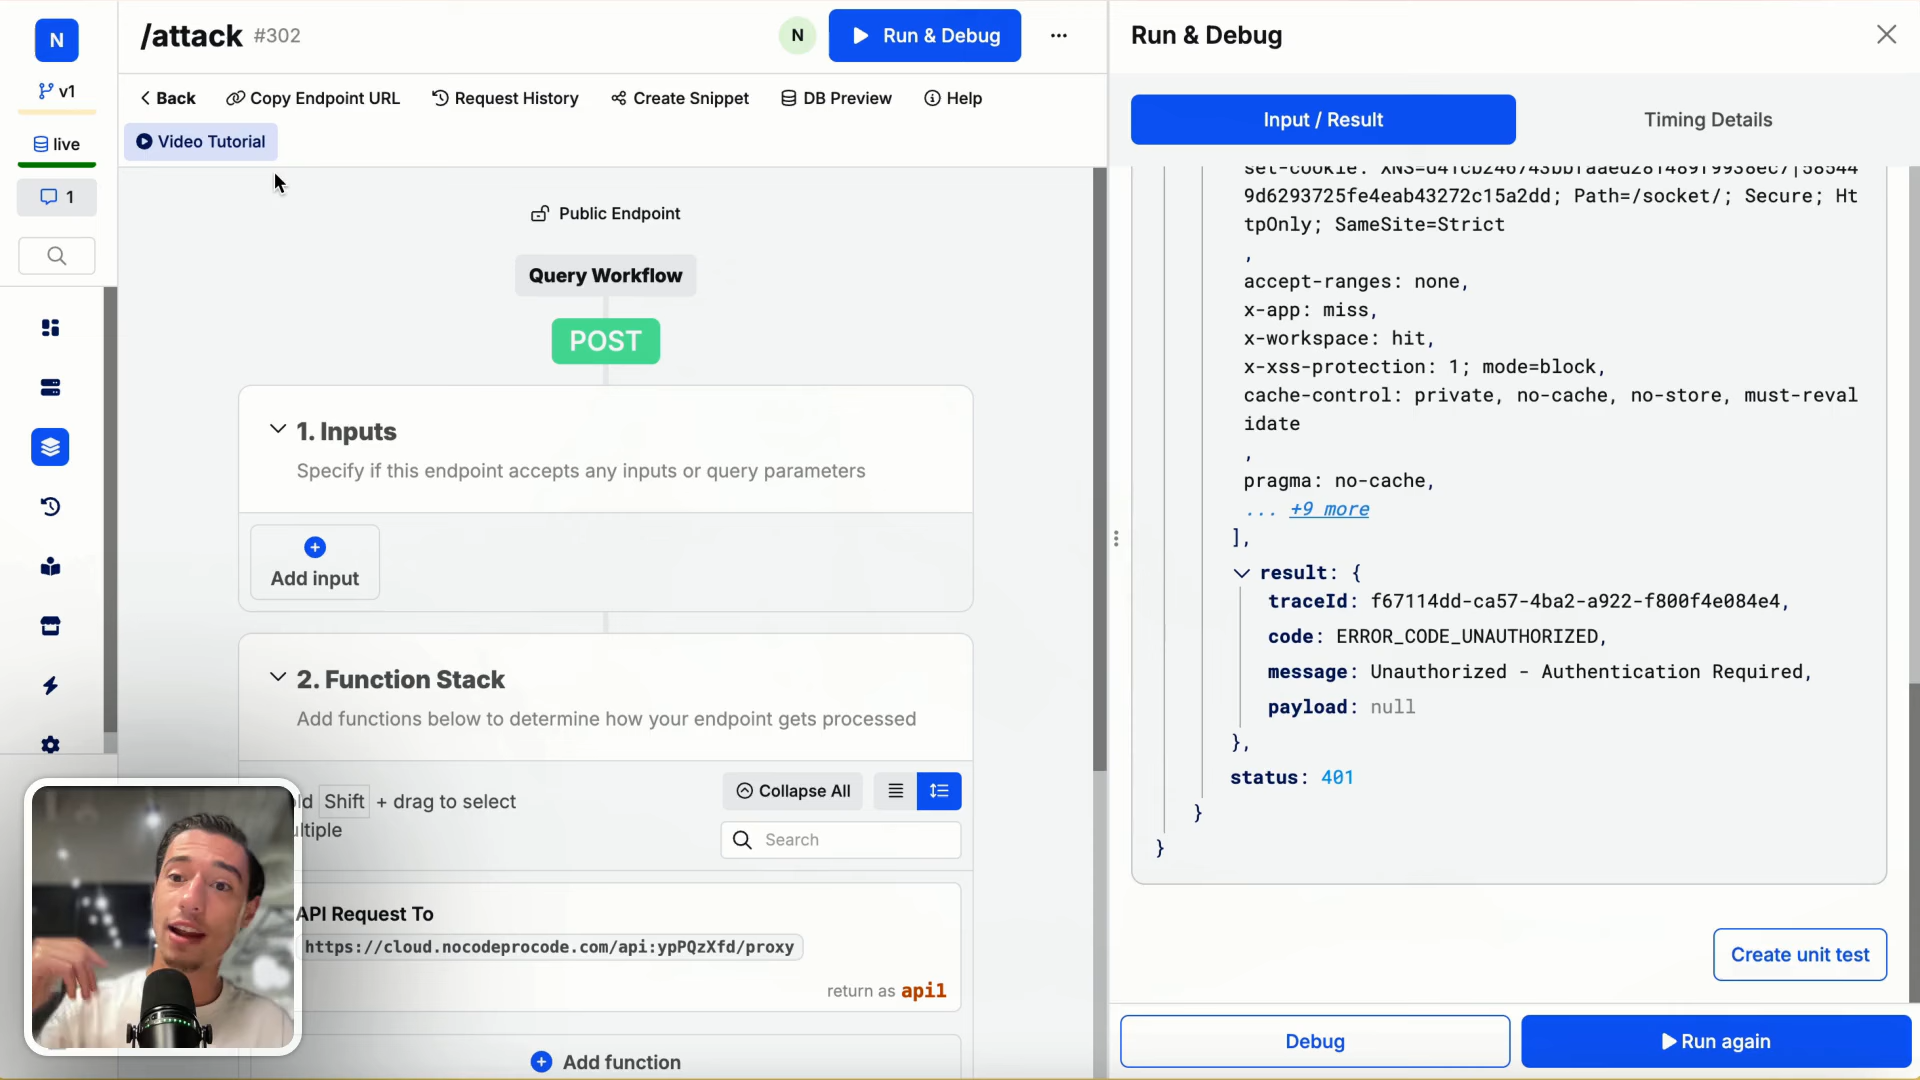 N
v1
live
1
/attack #302
N
Run & Debug
Back
Copy Endpoint URL
Request History
Create Snippet
DB Preview
Help
Video Tutorial
Public Endpoint
Query Workflow
POST
1. Inputs
Specify if this endpoint accepts any inputs or query parameters
Add input
2. Function Stack
Add functions below to determine how your endpoint gets processed
Shift + drag to select
Collapse All
Search
API Request To
https://cloud.nocodeprocode.com/api:ypPQzXfd/proxy
return as api1
Add function
Run & Debug
Input / Result
Timing Details
9d6293725fe4eab43272c15a2dd; Path=/socket/; Secure; Ht
tpOnly; SameSite=Strict
,
accept-ranges: none,
x-app: miss,
x-workspace: hit,
x-xss-protection: 1; mode=block,
cache-control: private, no-cache, no-store, must-reval
idate
,
pragma: no-cache,
... +9 more
],
result: {
traceId: f67114dd-ca57-4ba2-a922-f800f4e084e4,
code: ERROR_CODE_UNAUTHORIZED,
message: Unauthorized - Authentication Required,
payload: null
},
status: 401
}
}
Create unit test
Debug
Run again